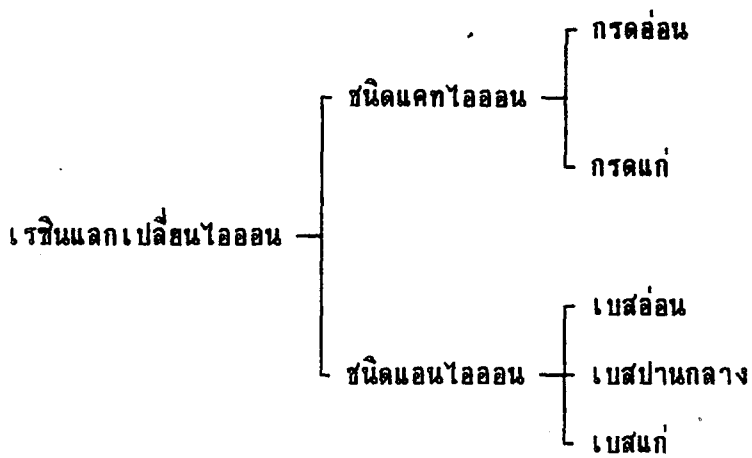 กรดอ่อน
ชนิดแคทไอออน
กรดแก่
เรซินแลกเปลี่ยนไอออน
เบสอ่อน
ชนิดแอนไอออน
เบสปานกลาง
เบสแก่